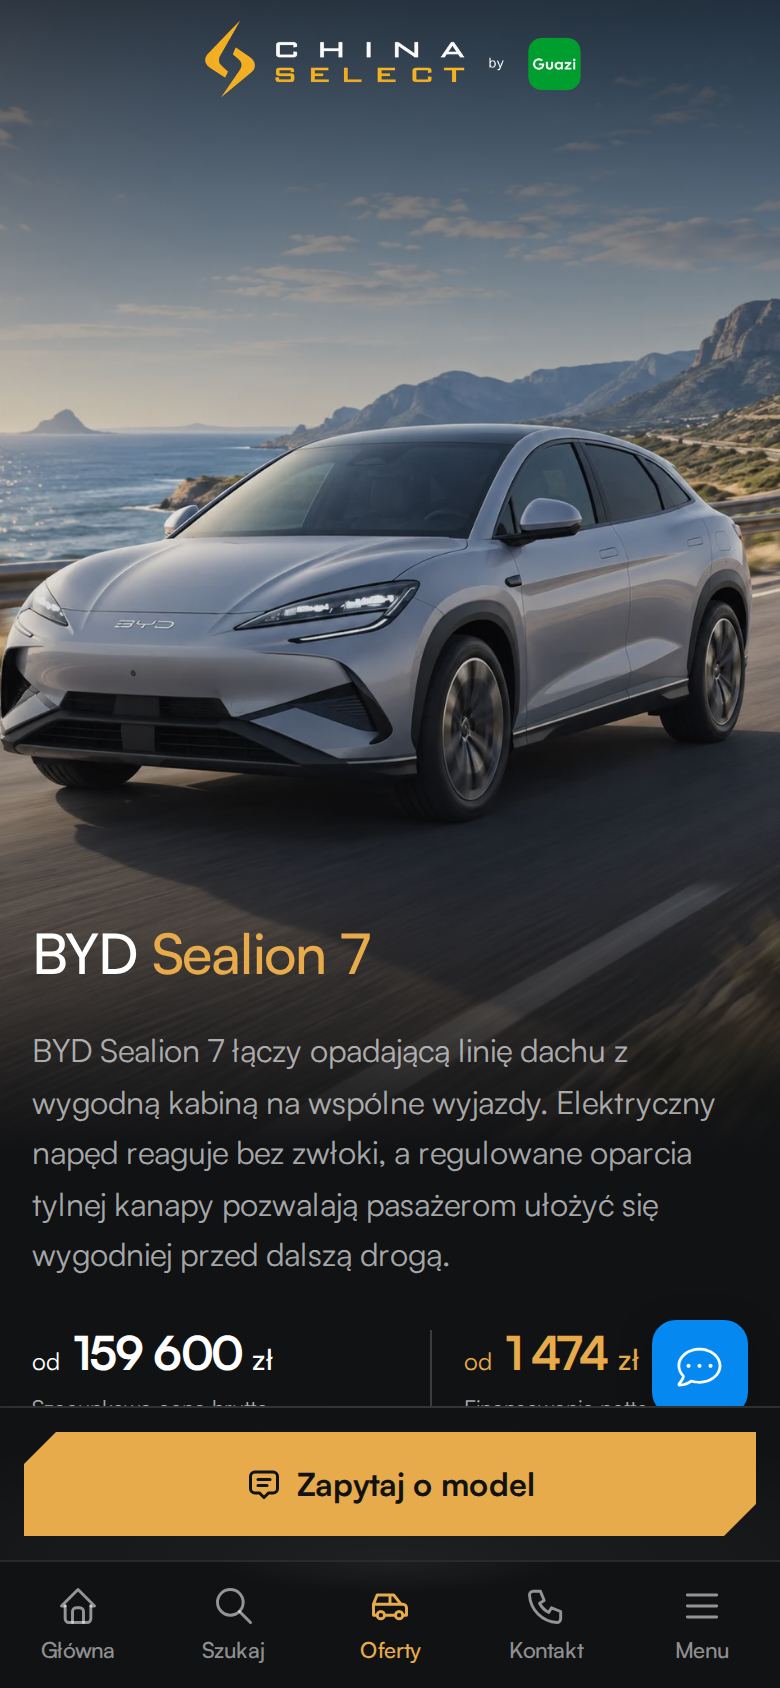 CHINA
SELECT
by
Guazi
BYD
BYD Sealion 7
BYD Sealion 7 łączy opadającą linię dachu z
wygodną kabiną na wspólne wyjazdy. Elektryczny
napęd reaguje bez zwłoki, a regulowane oparcia
tylnej kanapy pozwalają pasażerom ułożyć się
wygodniej przed dalszą drogą.
od 159 600 zł
od 1 474 zł
Zapytaj o model
Główna
Szukaj
Oferty
Kontakt
Menu